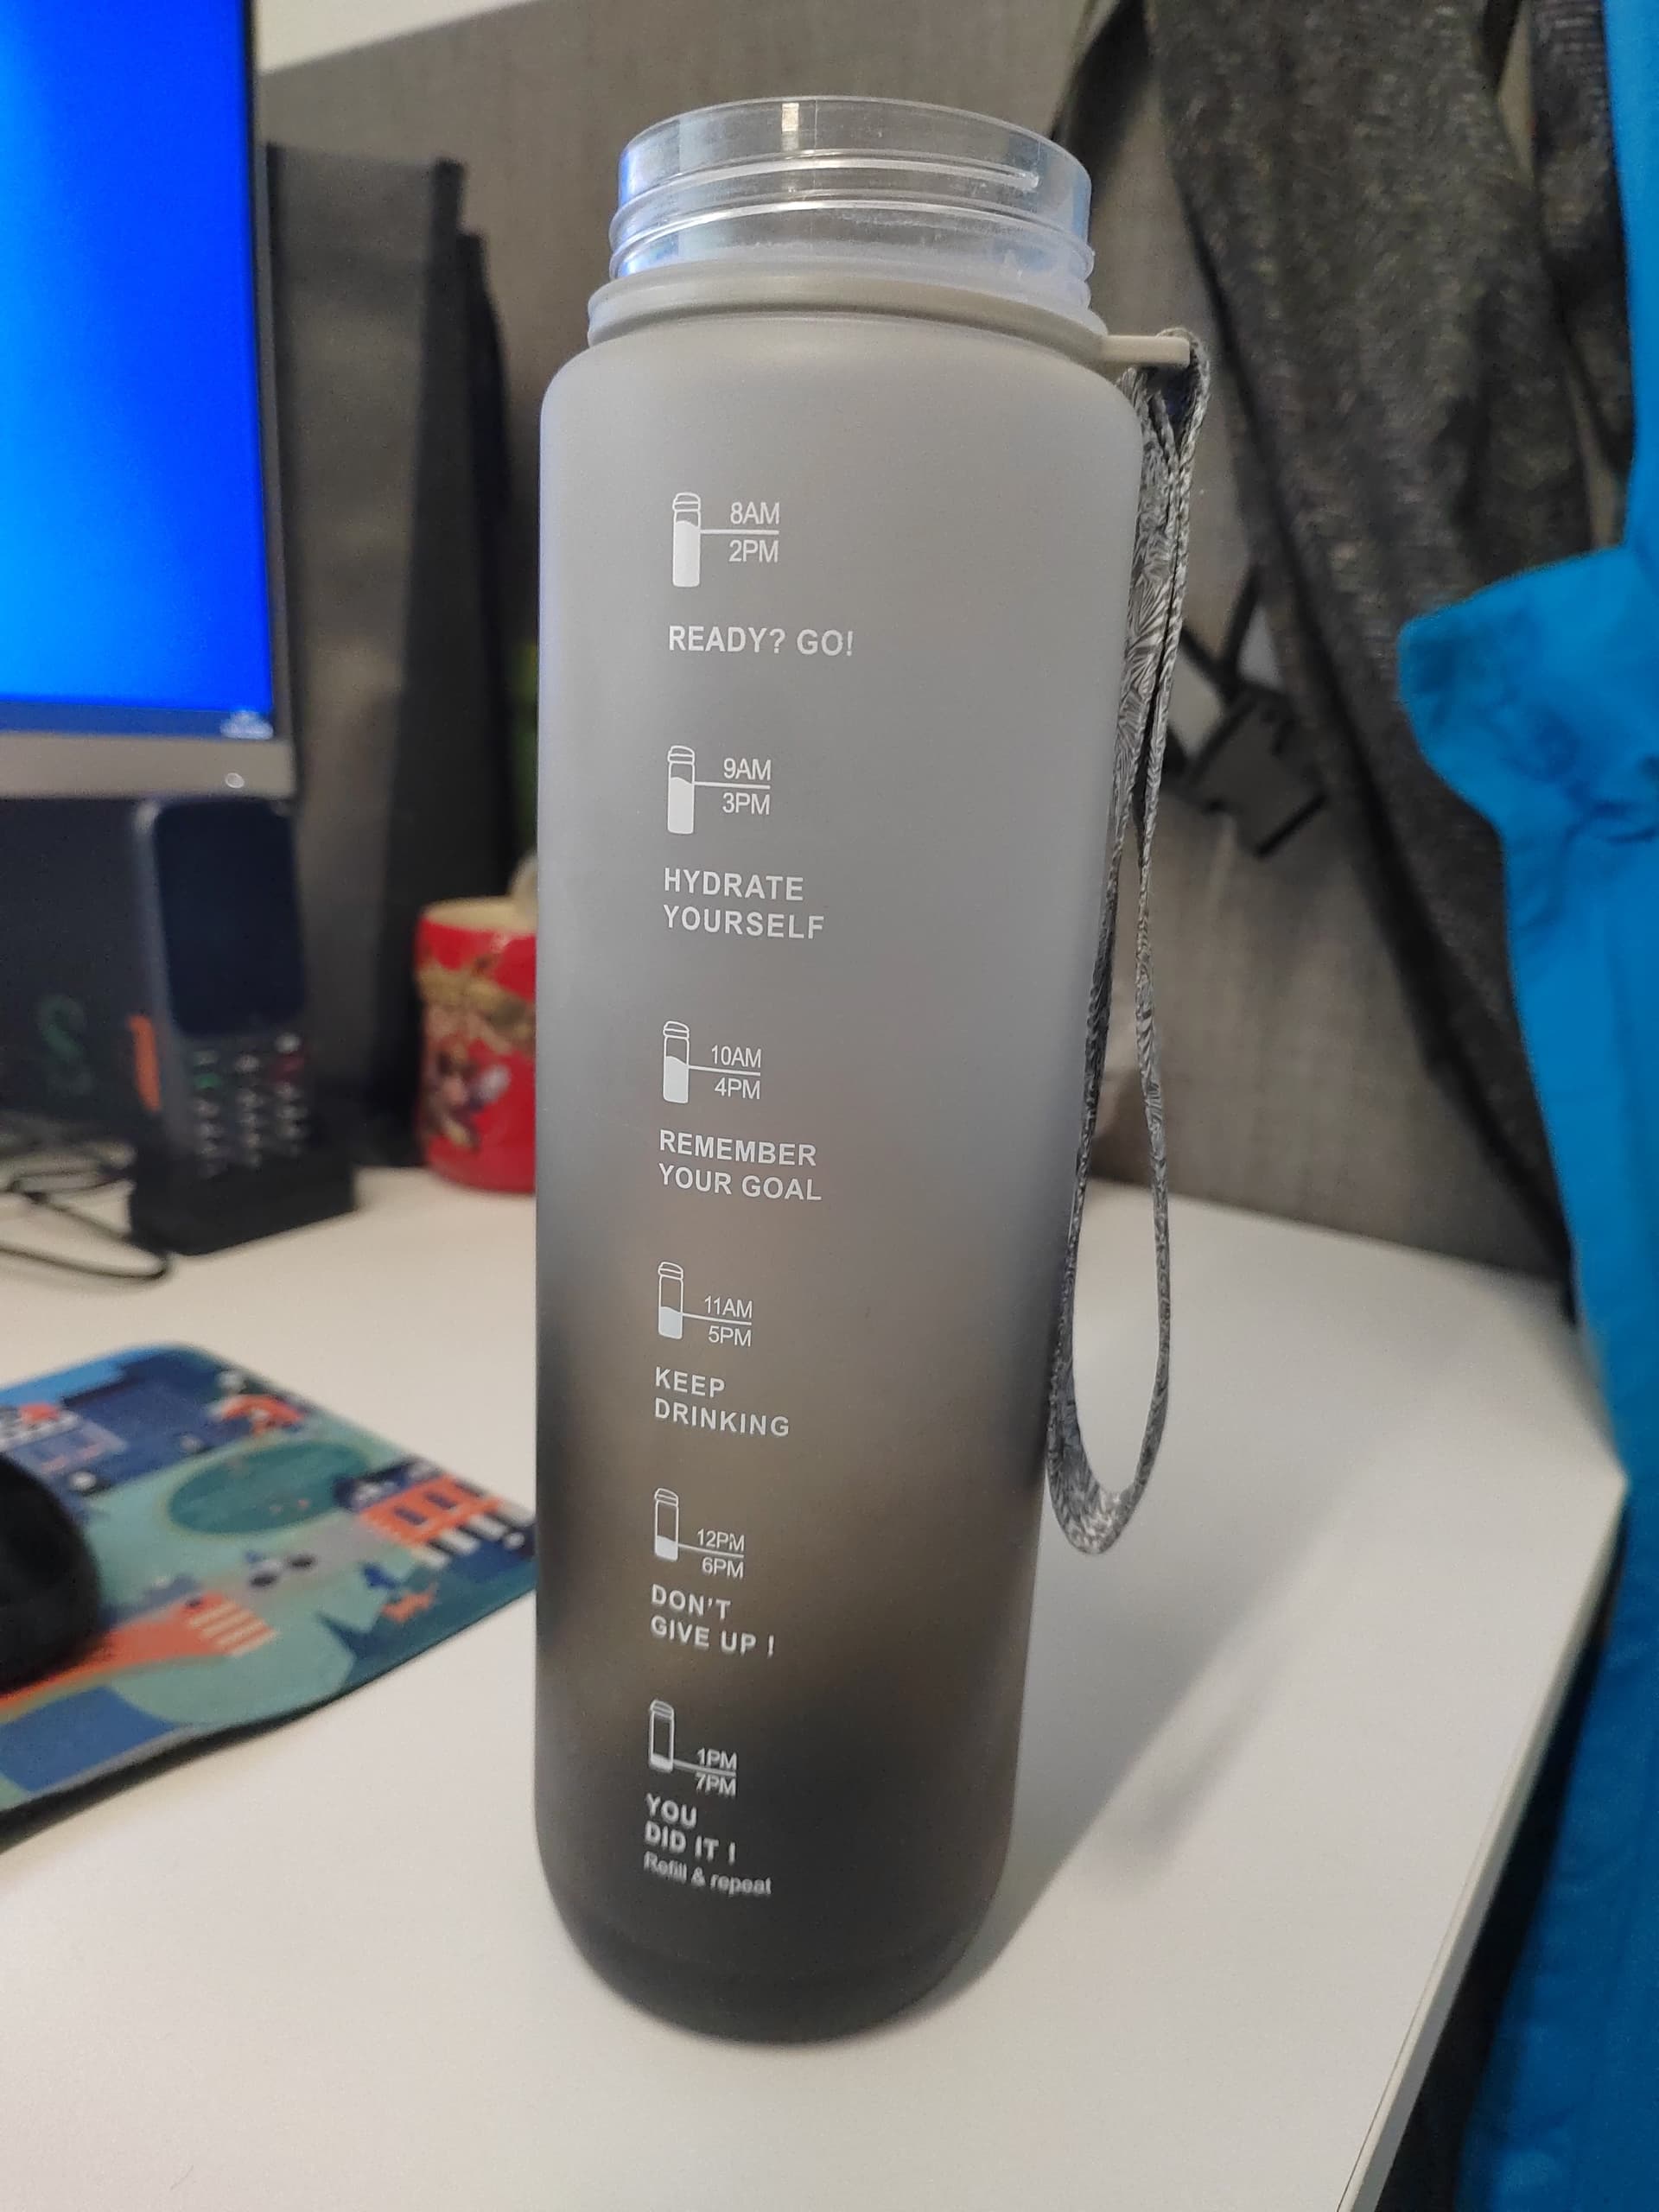 8AM
2PM
READY? GO!
9AM
3PM
HYDRATE
YOURSELF
10AM
4PM
REMEMBER
YOUR GOAL
11AM
5PM
KEEP
DRINKING
12PM
6PM
DON'T
GIVE UP !
1PM
7PM
YOU
DID IT !
Refill & repeat